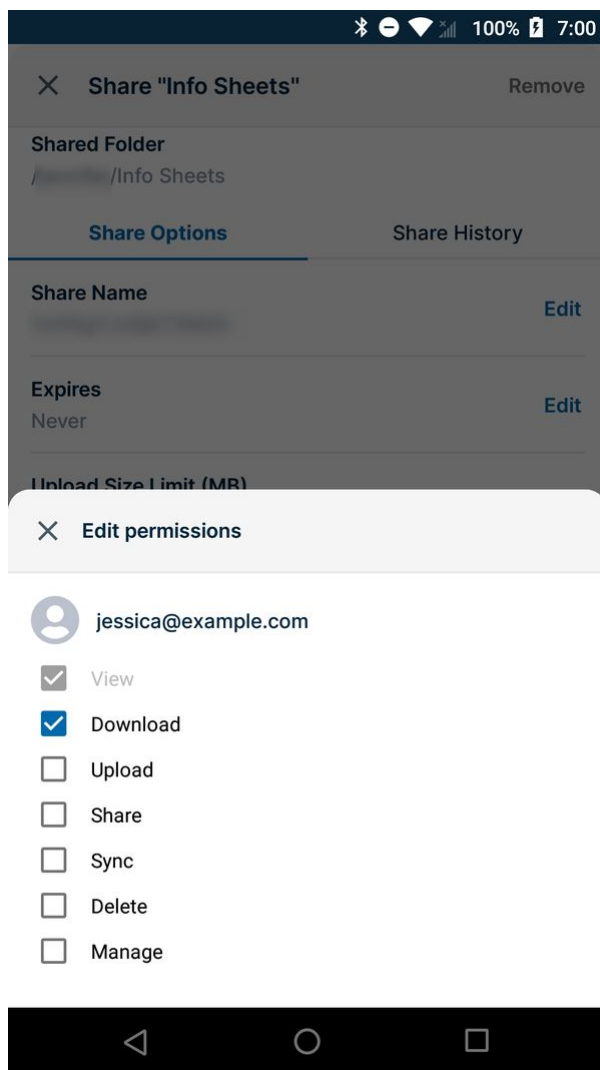 100% 7:00
Share "Info Sheets" Remove
Shared Folder
/Info Sheets
Share Options Share History
Share Name
Edit
Expires
Never
Edit
Upload Size Limit (MB)
Edit permissions
jessica@example.com
View
Download
Upload
Share
Sync
Delete
Manage